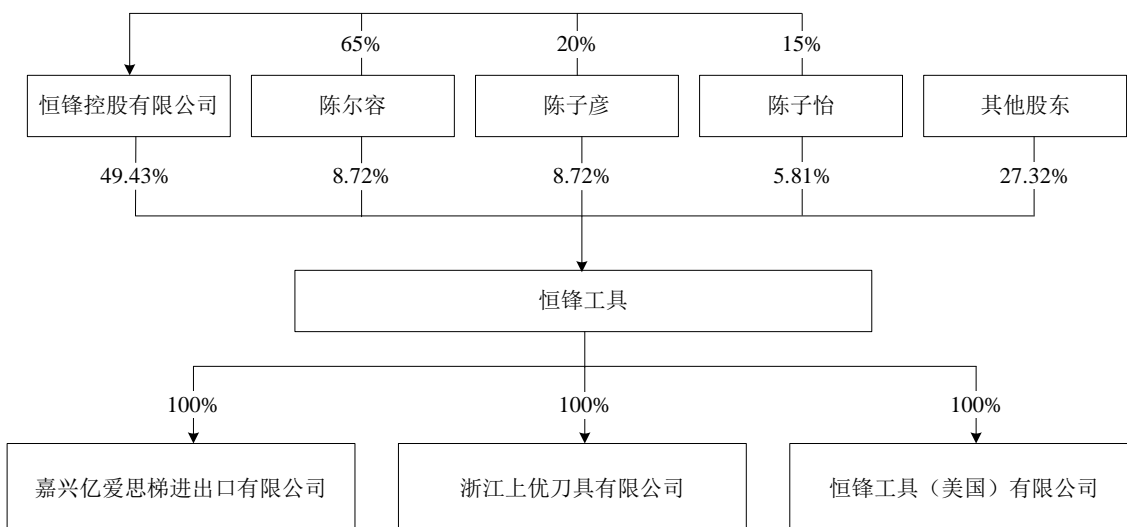 65%
20%
15%
恒锋控股有限公司
陈尔容
陈子彦
陈子怡
其他股东
49.43%
8.72%
8.72%
5.81%
27.32%
恒锋工具
100%
100%
100%
嘉兴亿爱思梯进出口有限公司
浙江上优刀具有限公司
恒锋工具（美国）有限公司